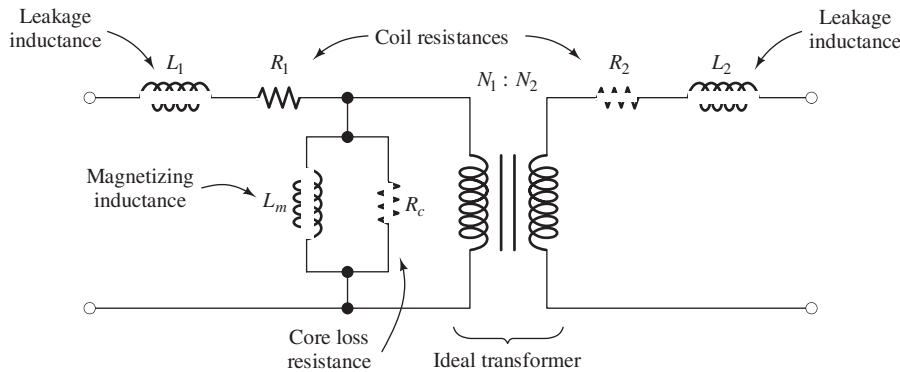 Leakage
inductance
Coil resistances
Leakage
inductance
L1
R1
N1 : N2
R2
L2
Magnetizing
inductance
Lm
Rc
Core loss
resistance
Ideal transformer